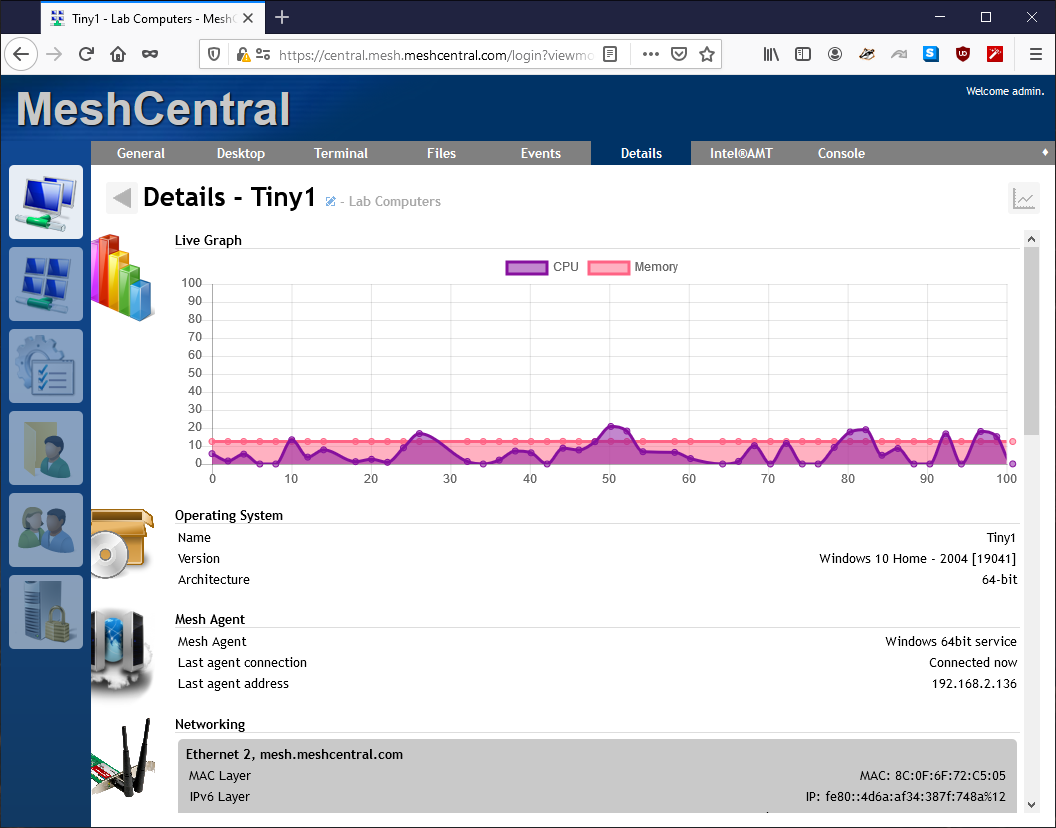 Tiny1 - Lab Computers - MeshC
https://central.mesh.meshcentral.com/login?viewmo
S
UD
MeshCentral
Welcome admin.
General Desktop Terminal Files Events Details Intel®AMT Console
Details - Tiny1 - Lab Computers
Live Graph
CPU Memory
100
90
80
70
60
50
40
30
20
10
0
0 10 20 30 40 50 60 70 80 90 100
Operating System
Name Tiny1
Version Windows 10 Home - 2004 [19041]
Architecture 64-bit
Mesh Agent
Mesh Agent Windows 64bit service
Last agent connection Connected now
Last agent address 192.168.2.136
Networking
Ethernet 2, mesh.meshcentral.com
MAC Layer MAC: 8C:0F:6F:72:C5:05
IPv6 Layer IP: fe80::4d6a:af34:387f:748a%12